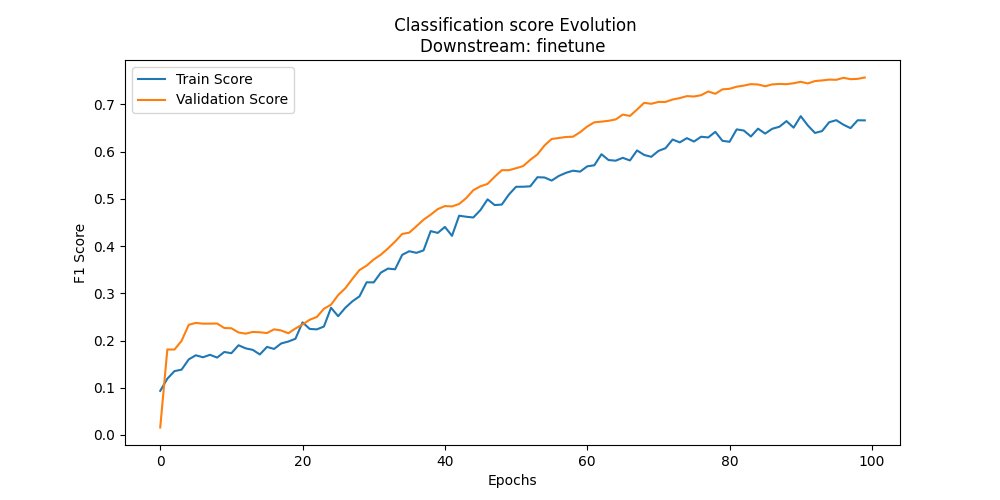 Classification score Evolution
Downstream: finetune
Train Score
Validation Score
F1 Score
0.7
0.6
0.5
0.4
0.3
0.2
0.1
0.0
0 20 40 60 80 100
Epochs